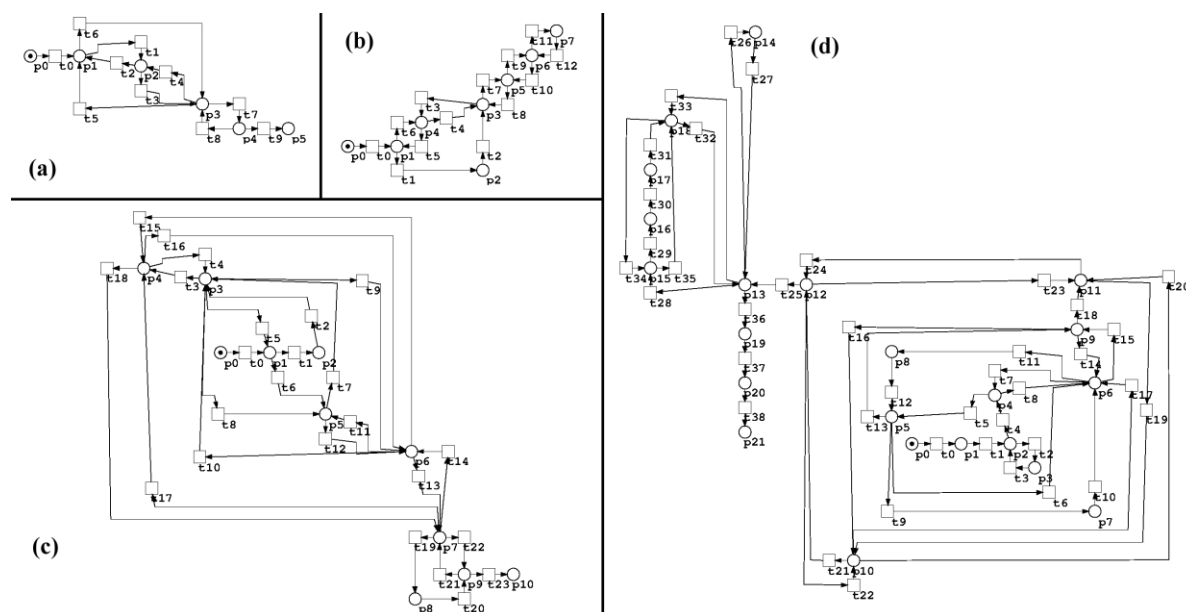 (a)
t6
t1
p0 t0 p1 t2 p2 t4
t3
p3 t7
t5
t8 p4 t9 p5
(b)
t11 p7
t9 p6 t12
t7 p5 t10
t3 p3 t8
t6 p4 t4
p0 t0 p1 t5
t1 p2 t2
(c)
t15
t16
t4
t18 p4 t3 p3 t9
t5 t2
p0 t0 p1 t1 p2
t6 t7
t8 p5 t11
t12
t10 p6 t14
t13
t17
t19 p7 t22
t21 p9 t23 p10
p8 t20
(d)
t26 p14
t27
t33
p18 t32
t31
p17
t30
p16
t29
t34 p15 t35
t28
p13 t25 p12
t24
t23 p11 t20
t18
t16 p9 t15
t14
p8 t11
t7 p6 t17
t12 p4 t8
t13 p5 t5 t19
t4
p0 t0 p1 t1 p2 t2
t3 p3
t6 t10
t9 p7
t21 p10
t22
t36
p19
t37
p20
t38
p21